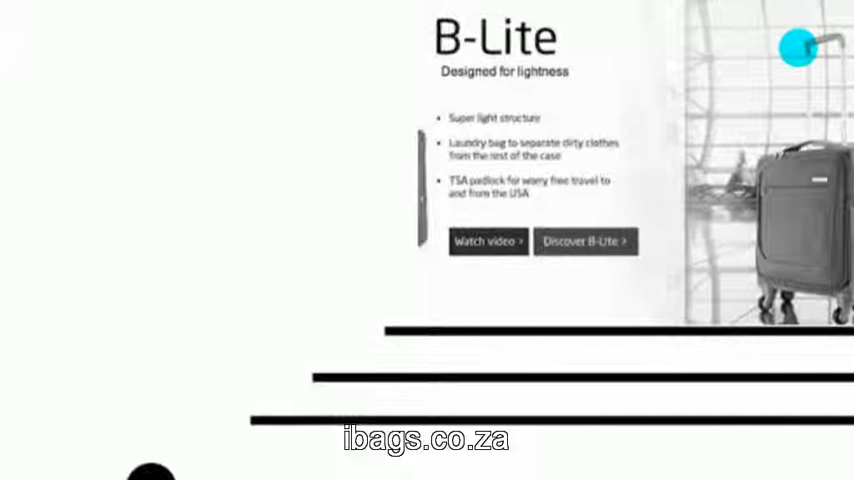 B-Lite
Designed for lightness
• Super light structure
• Laundry bag to separate dirty clothes
from the rest of the case
• TSA padlock for worry free travel to
and from the USA
Watch video >
Discover B-Lite >
ibags.co.za